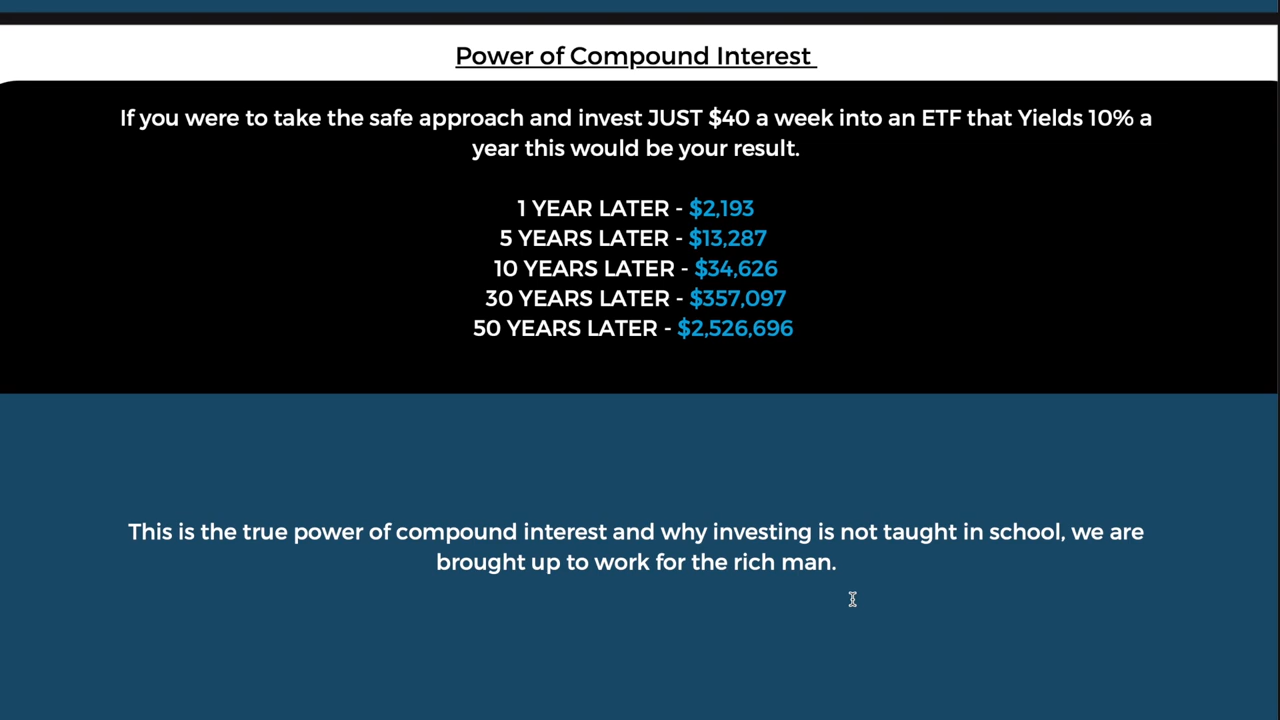 Power of Compound Interest
If you were to take the safe approach and invest JUST $40 a week into an ETF that Yields 10% a
year this would be your result.
1 YEAR LATER - $2,193
5 YEARS LATER - $13,287
10 YEARS LATER - $34,626
30 YEARS LATER - $357,097
50 YEARS LATER - $2,526,696
This is the true power of compound interest and why investing is not taught in school, we are
brought up to work for the rich man.